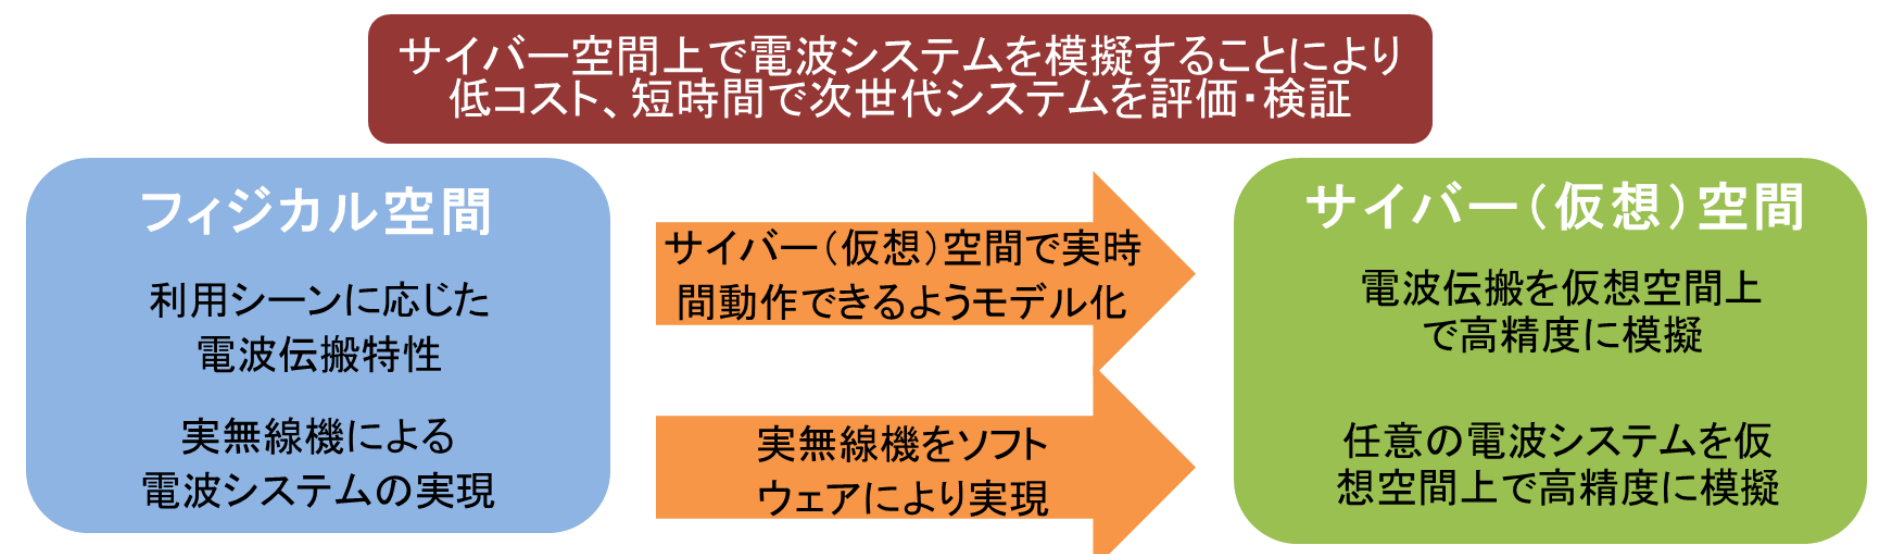 サイバー空間上で電波システムを模擬することにより
低コスト、短時間で次世代システムを評価・検証
フィジカル空間
利用シーンに応じた
電波伝搬特性
実無線機による
電波システムの実現
サイバー（仮想）空間で実時
間動作できるようモデル化
実無線機をソフト
ウェアにより実現
サイバー（仮想）空間
電波伝搬を仮想空間上
で高精度に模擬
任意の電波システムを仮
想空間上で高精度に模擬